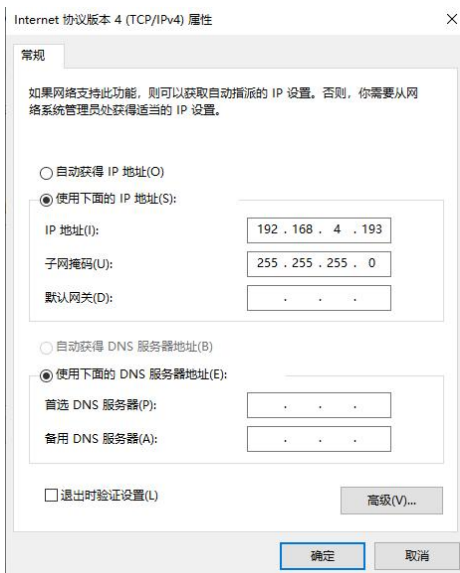 Internet 协议版本 4 (TCP/IPv4) 属性
常规
如果网络支持此功能，则可以获取自动指派的 IP 设置。否则，你需要从网
络系统管理员处获得适当的 IP 设置。
自动获得 IP 地址(O)
使用下面的 IP 地址(S):
IP 地址(I): 192 . 168 . 4 . 193
子网掩码(U): 255 . 255 . 255 . 0
默认网关(D): . . .
自动获得 DNS 服务器地址(B)
使用下面的 DNS 服务器地址(E):
首选 DNS 服务器(P): . . .
备用 DNS 服务器(A): . . .
退出时验证设置(L)
高级(V)...
确定 取消